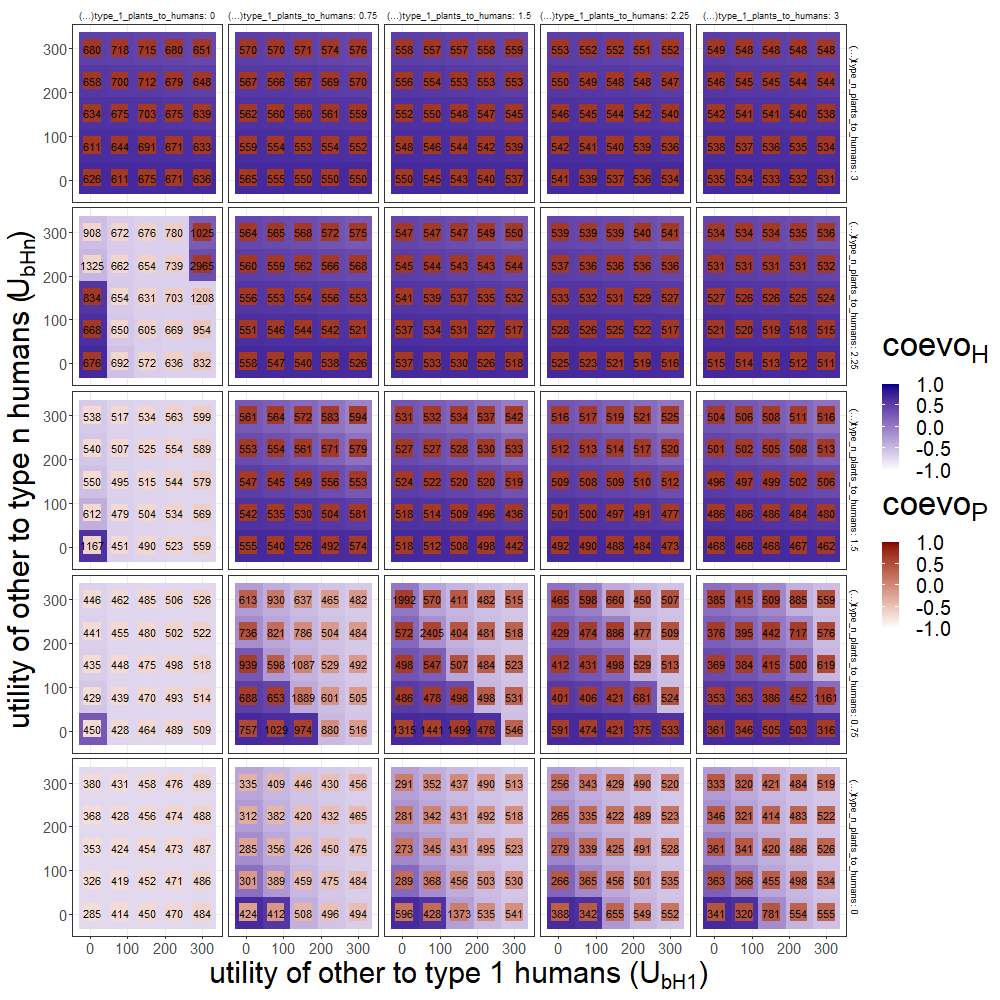 (...)type_1_plants_to_humans: 0 (...)type_1_plants_to_humans: 0.75 (...)type_1_plants_to_humans: 1.5 (...)type_1_plants_to_humans: 2.25 (...)type_1_plants_to_humans: 3
300 680 718 715 680 651 570 570 571 574 576 558 557 557 558 559 553 552 552 551 552 549 548 548 548 548
200 658 700 712 679 648 567 566 567 569 570 556 554 553 553 553 550 549 548 548 547 546 545 545 544 544
634 675 703 675 639 562 560 560 561 559 552 550 548 547 545 546 545 544 542 540 542 541 541 540 538
100 611 644 691 671 633 559 554 553 554 552 548 546 544 542 539 542 541 540 539 536 538 537 536 535 534
0 626 611 675 671 636 565 555 550 550 550 550 545 543 540 537 541 539 537 536 534 535 534 533 532 531
(...)type_n_plants_to_humans: 3
300 908 672 676 780 1025 564 565 568 572 575 547 547 547 549 550 539 539 539 540 541 534 534 534 535 536
200 1325 662 654 739 2965 560 559 562 566 568 545 544 543 543 544 537 536 536 536 536 531 531 531 531 532
834 654 631 703 1208 556 553 554 556 553 541 539 537 535 532 533 532 531 529 527 527 526 526 525 524
100 668 650 605 669 954 551 546 544 542 521 537 534 531 527 517 528 526 525 522 517 521 520 519 518 515
0 676 692 572 636 832 558 547 540 538 526 537 533 530 528 518 525 523 521 519 516 515 514 513 512 511
(...)type_n_plants_to_humans: 2.25
300 538 517 534 563 599 561 564 572 583 594 531 532 534 537 542 516 517 519 521 525 504 506 508 511 516
200 540 507 525 554 589 553 554 561 571 579 527 527 528 530 533 512 513 514 517 520 501 502 505 508 513
550 495 515 544 579 547 545 549 556 553 524 522 520 520 519 509 508 509 510 512 496 497 499 502 506
100 612 479 504 534 569 542 535 530 504 581 518 514 509 496 436 501 500 497 491 477 486 486 486 484 480
0 1167 451 490 523 559 555 540 526 492 574 518 512 508 498 442 492 490 488 484 473 468 468 468 467 462
(...)type_n_plants_to_humans: 1.5
300 446 462 485 506 526 613 930 637 465 482 1992 570 411 482 515 465 598 660 450 507 385 415 509 885 559
200 441 455 480 502 522 736 821 786 504 484 572 2405 404 481 518 429 474 886 477 509 376 395 442 717 576
435 448 475 498 518 939 598 1087 529 492 498 547 507 484 523 412 431 498 529 513 369 384 415 500 619
100 429 439 470 493 514 688 653 1889 601 505 486 478 498 498 531 401 406 421 681 524 353 363 386 452 1161
0 450 428 464 489 509 757 1029 974 880 516 1315 1441 1499 478 546 591 474 421 375 533 361 346 505 503 316
(...)type_n_plants_to_humans: 0.75
300 380 431 458 476 489 335 409 446 430 456 291 352 437 490 513 256 343 429 490 520 333 320 421 484 519
200 368 428 456 474 488 312 382 420 432 465 281 342 431 492 518 265 335 422 489 523 346 321 414 483 522
353 424 454 473 487 285 356 426 450 475 273 345 431 495 523 279 339 425 491 528 361 341 420 486 526
100 326 419 452 471 486 301 389 459 475 484 289 368 456 503 530 266 365 456 501 535 363 366 455 498 534
0 285 414 450 470 484 424 412 508 496 494 596 428 1373 535 541 388 342 655 549 552 341 320 781 554 555
(...)type_n_plants_to_humans: 0
0 100 200 300 0 100 200 300 0 100 200 300 0 100 200 300 0 100 200 300
utility of other to type 1 humans (UbH1)
utility of other to type n humans (UbHn)
coevoH
1.0
0.5
0.0
-0.5
-1.0
coevoP
1.0
0.5
0.0
-0.5
-1.0